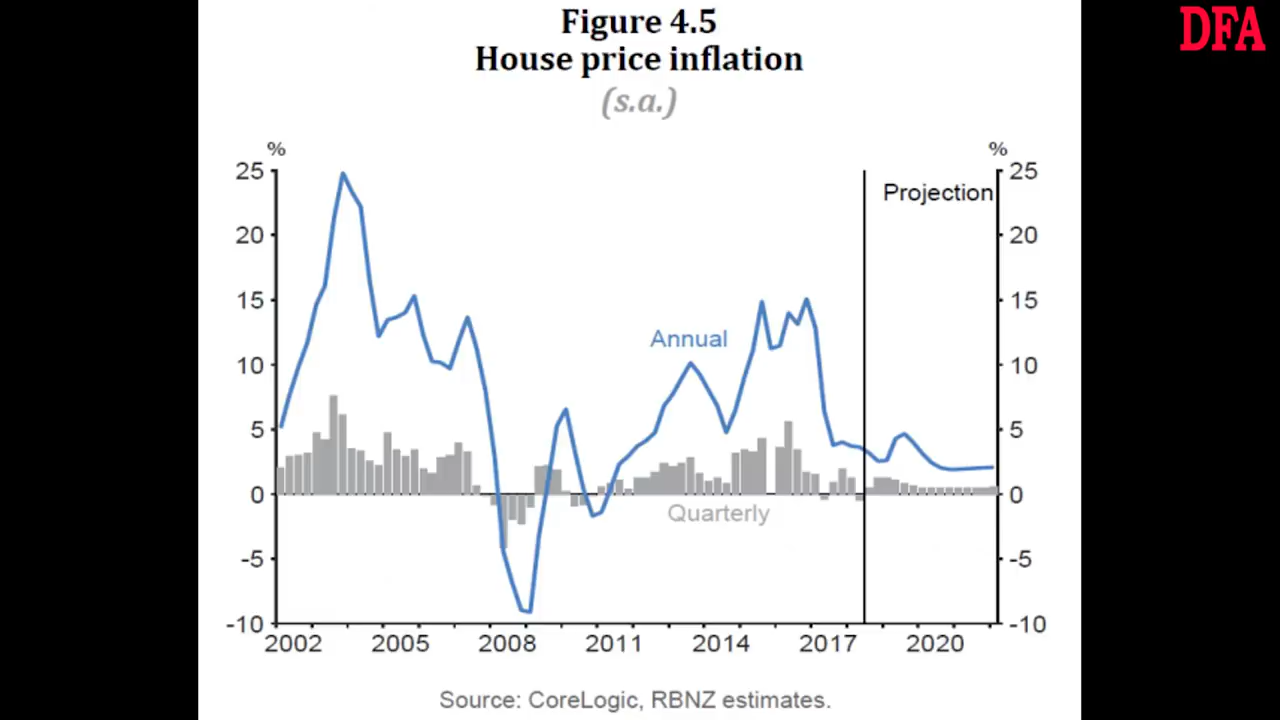 DFA
Figure 4.5
House price inflation
(s.a.)
% %
25 25
Projection
20 20
15 15
Annual
10 10
5 5
0 0
Quarterly
-5 -5
-10 -10
2002 2005 2008 2011 2014 2017 2020
Source: CoreLogic, RBNZ estimates.